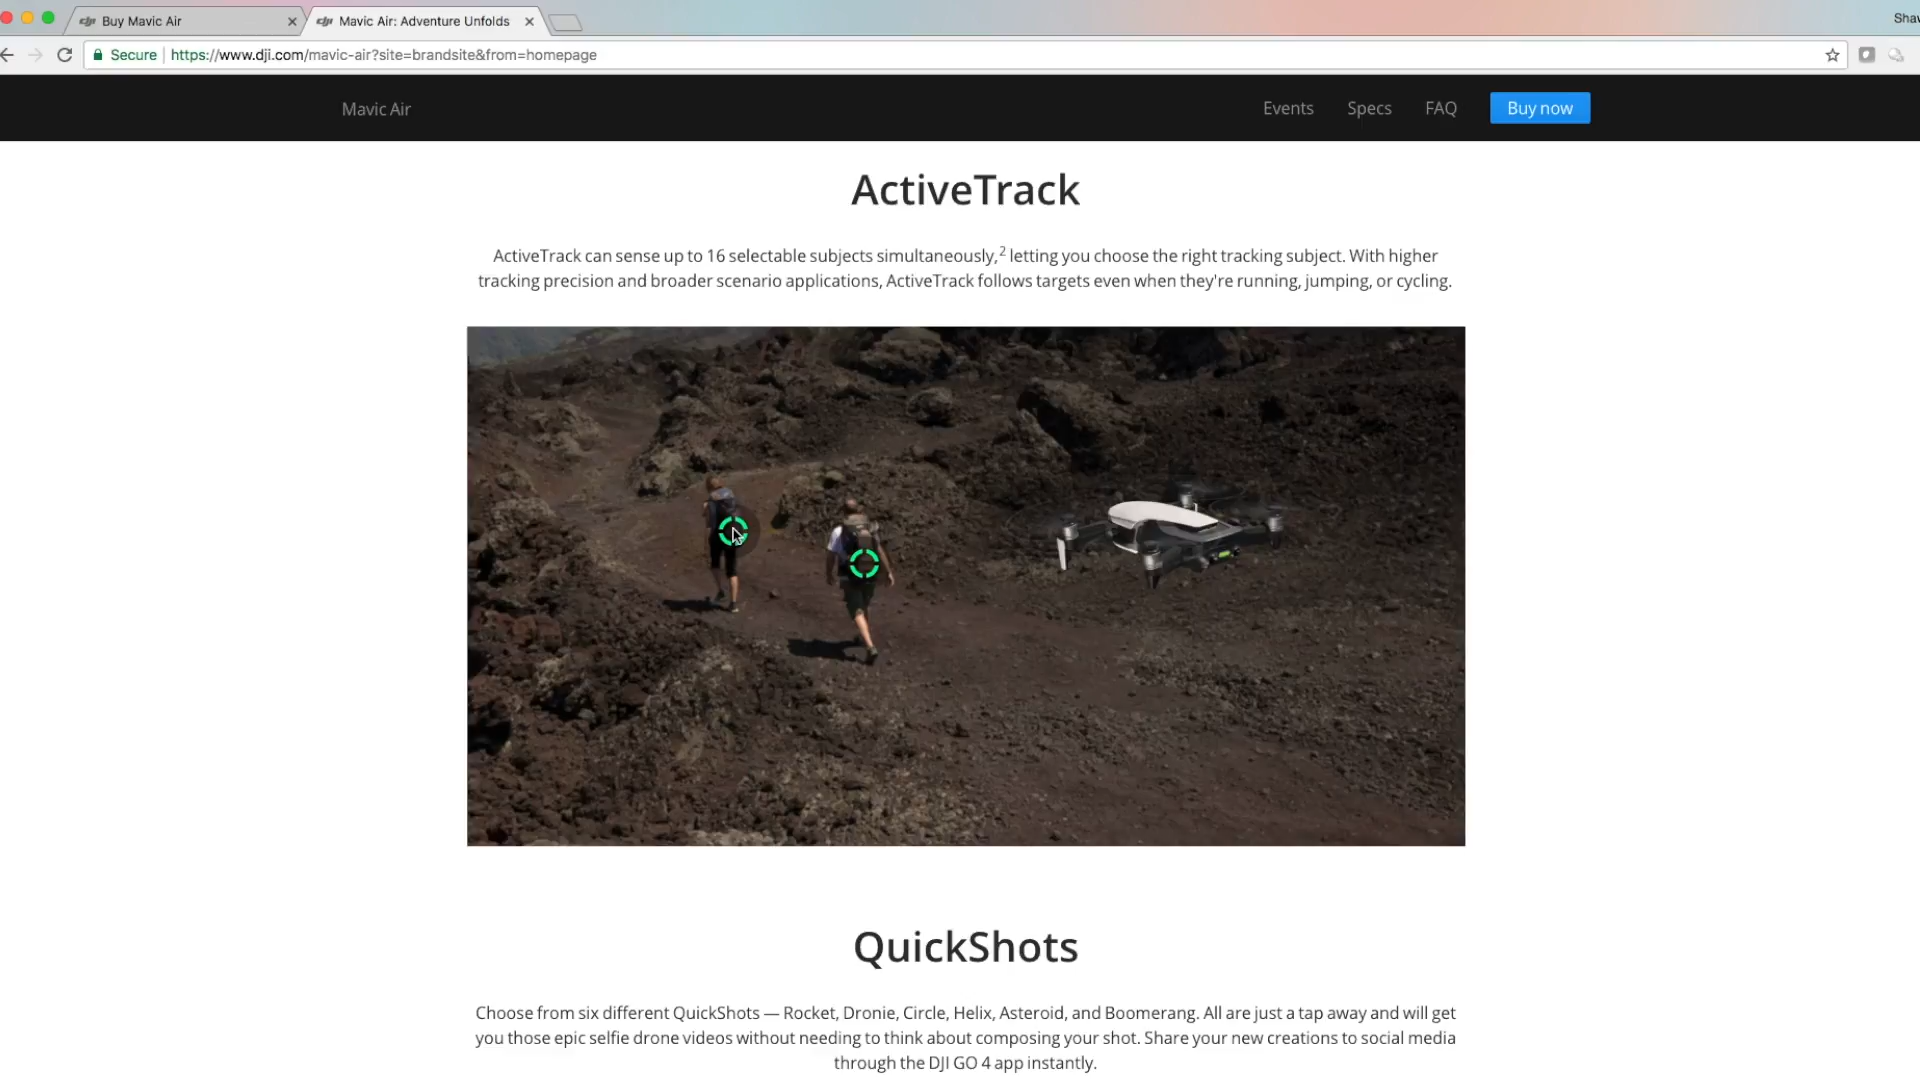 Buy Mavic Air
Mavic Air: Adventure Unfolds
Secure
https://www.dji.com/mavic-air?site=brandsite&from=homepage
Mavic Air
Events
Specs
FAQ
Buy now
ActiveTrack
ActiveTrack can sense up to 16 selectable subjects simultaneously,2 letting you choose the right tracking subject. With higher
tracking precision and broader scenario applications, ActiveTrack follows targets even when they're running, jumping, or cycling.
QuickShots
Choose from six different QuickShots — Rocket, Dronie, Circle, Helix, Asteroid, and Boomerang. All are just a tap away and will get
you those epic selfie drone videos without needing to think about composing your shot. Share your new creations to social media
through the DJI GO 4 app instantly.